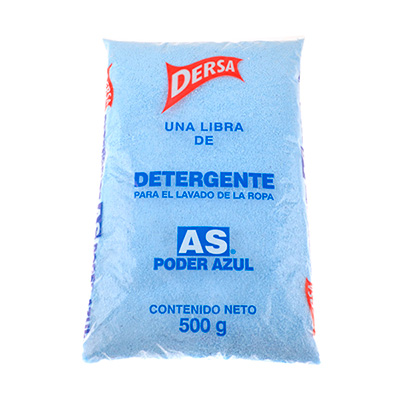 DERSA
UNA LIBRA
DE
DETERGENTE
PARA EL LAVADO DE LA ROPA
AS®
PODER AZUL
CONTENIDO NETO
500 g